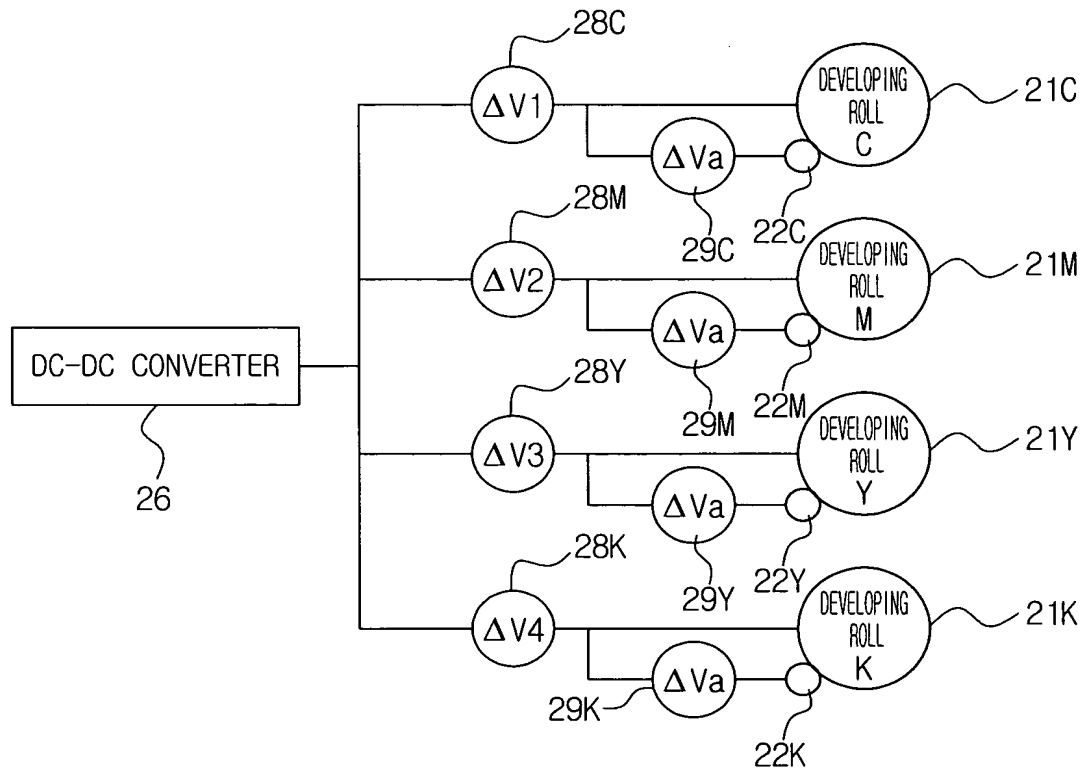 28C
ΔV1
DEVELOPING
ROLL
C
21C
ΔVa
29C
22C
28M
ΔV2
DEVELOPING
ROLL
M
21M
ΔVa
29M
22M
DC-DC CONVERTER
26
28Y
ΔV3
DEVELOPING
ROLL
Y
21Y
ΔVa
29Y
22Y
28K
ΔV4
DEVELOPING
ROLL
K
21K
ΔVa
29K
22K